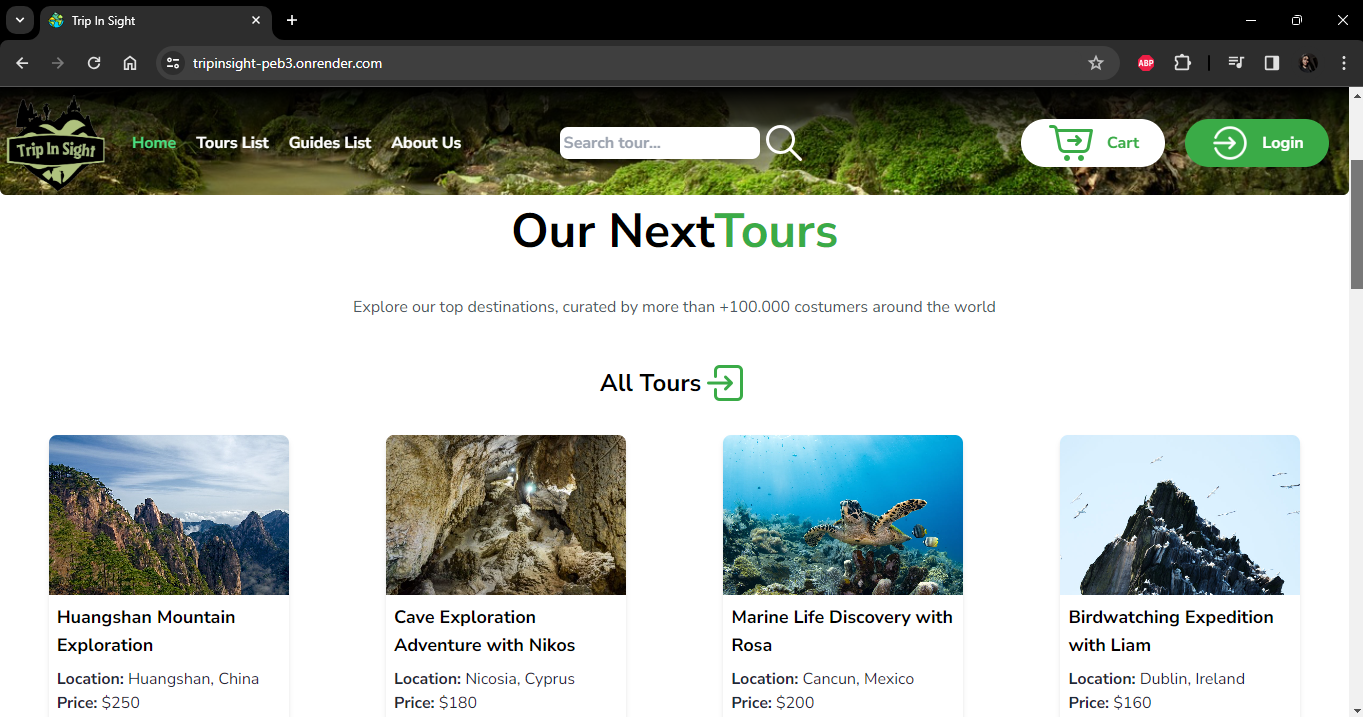 Trip In Sight
tripinsight-peb3.onrender.com
ABP
Trip In Sight
Home Tours List Guides List About Us Search tour... Cart Login
Our NextTours
Explore our top destinations, curated by more than +100.000 costumers around the world
All Tours
Huangshan Mountain
Exploration
Location: Huangshan, China
Price: $250
Cave Exploration
Adventure with Nikos
Location: Nicosia, Cyprus
Price: $180
Marine Life Discovery with
Rosa
Location: Cancun, Mexico
Price: $200
Birdwatching Expedition
with Liam
Location: Dublin, Ireland
Price: $160